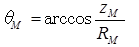 θ_M = arccos z_M / R_M